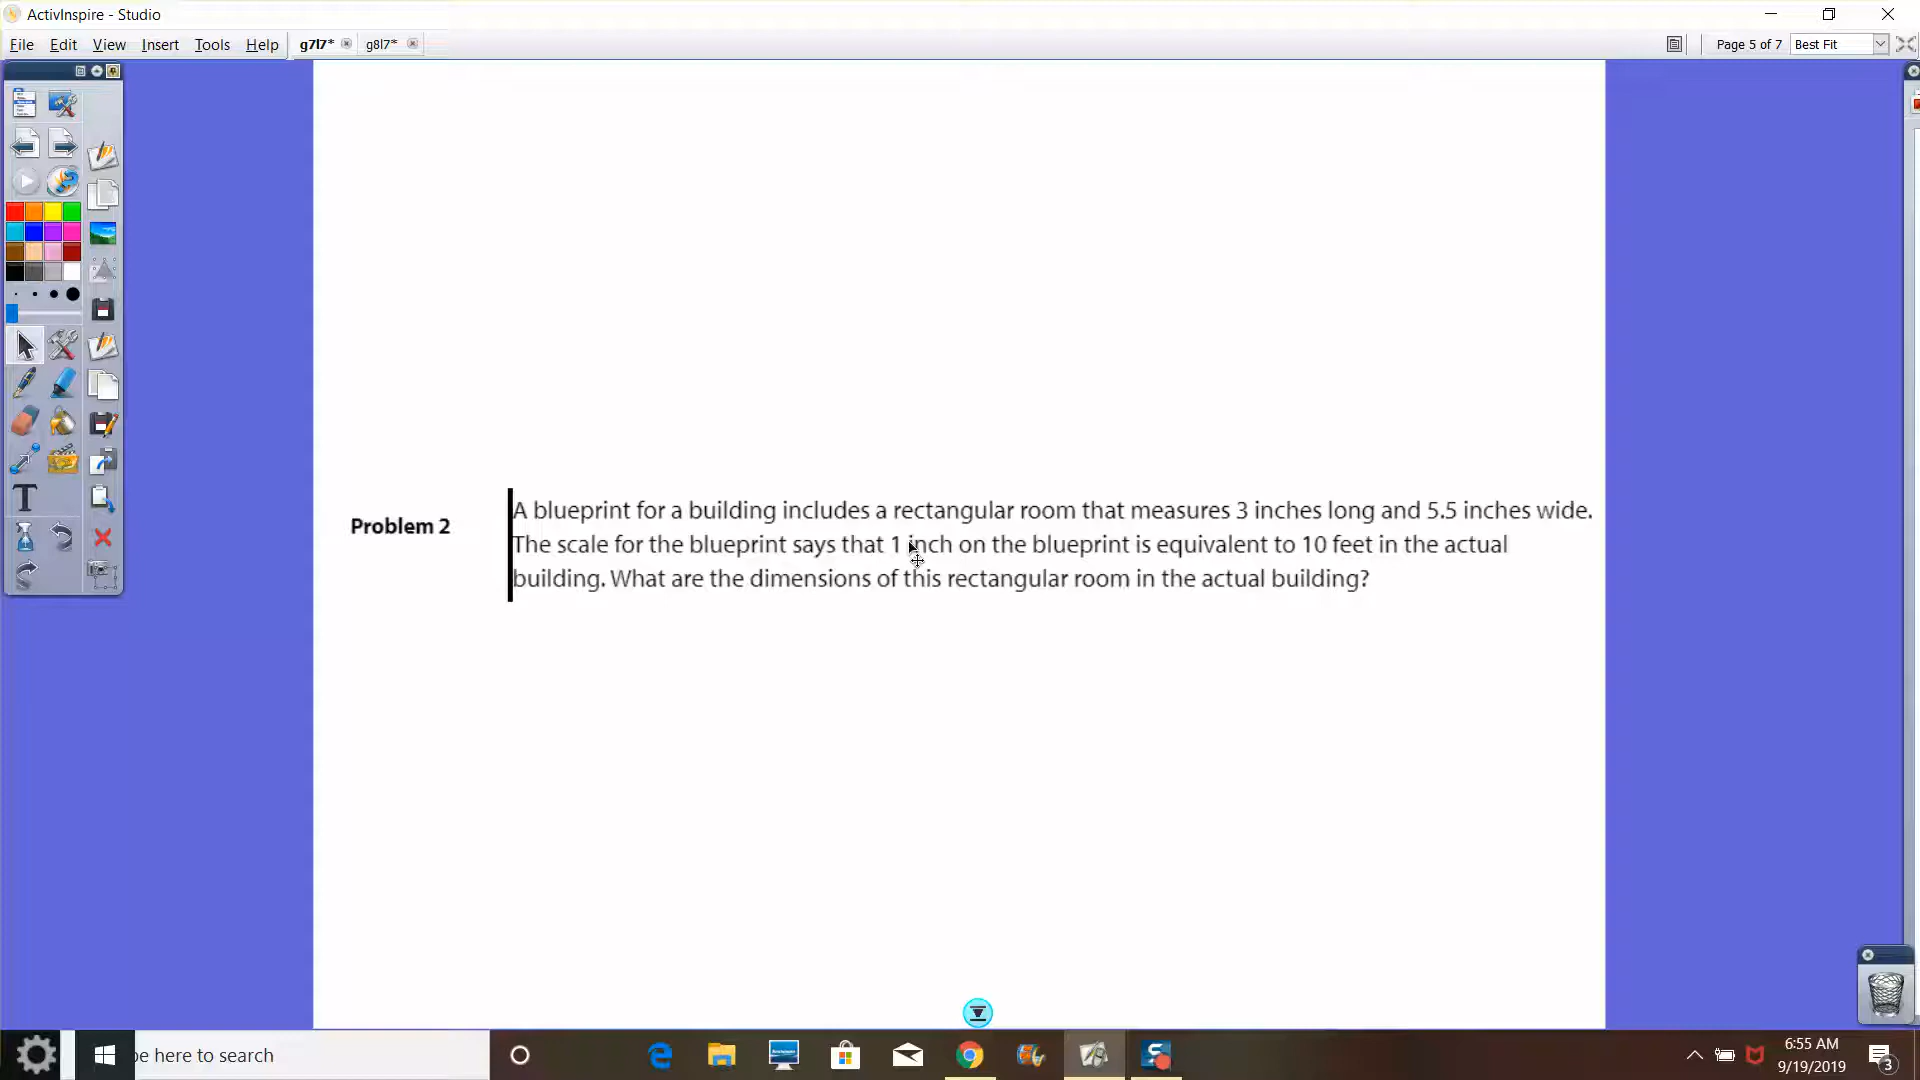 ActivInspire - Studio
File Edit View Insert Tools Help g7l7* g8l7* Page 5 of 7 Best Fit
Problem 2
A blueprint for a building includes a rectangular room that measures 3 inches long and 5.5 inches wide.
The scale for the blueprint says that 1 inch on the blueprint is equivalent to 10 feet in the actual
building. What are the dimensions of this rectangular room in the actual building?
pe here to search
6:55 AM
9/19/2019
3